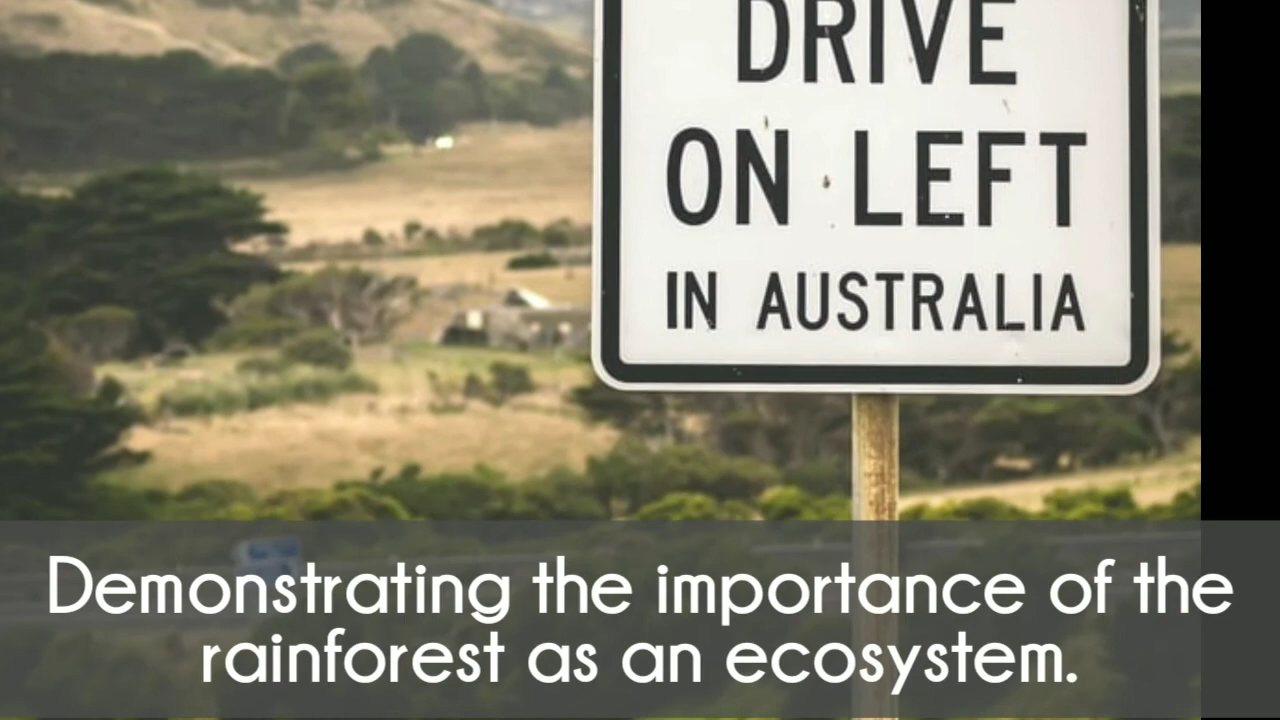 DRIVE
ON LEFT
IN AUSTRALIA
Demonstrating the importance of the
rainforest as an ecosystem.